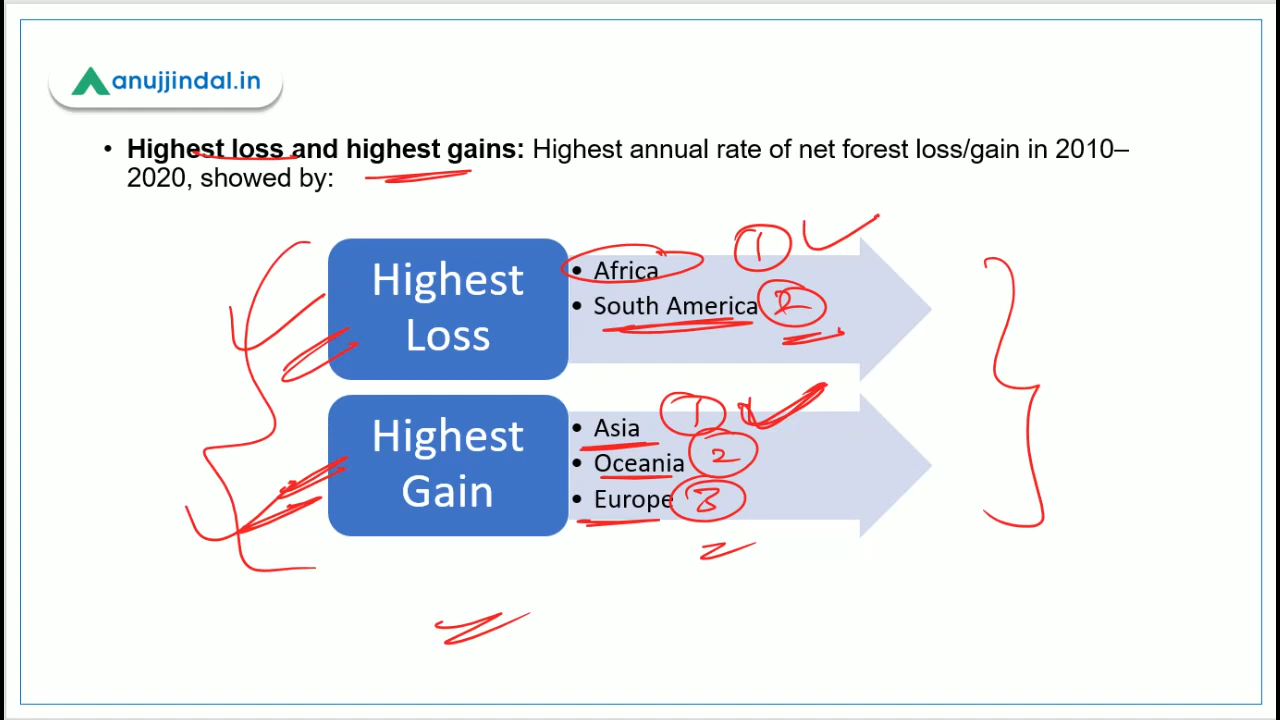 anujjindal.in
• Highest loss and highest gains: Highest annual rate of net forest loss/gain in 2010–
2020, showed by:
Highest
Loss
• Africa 1
• South America 2
Highest
Gain
• Asia 1
• Oceania 2
• Europe 3